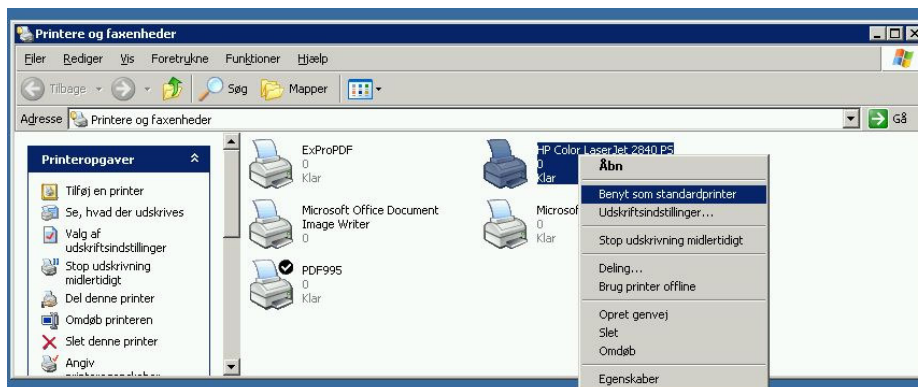 Printere og faxenheder
Filer Rediger Vis Foretrukne Funktioner Hjælp
Tilbage Søg Mapper
Adresse Printere og faxenheder Gå
Printeropgaver
Tilføj en printer
Se, hvad der udskrives
Valg af
udskriftsindstillinger
Stop udskrivning
midlertidigt
Del denne printer
Omdøb printeren
Slet denne printer
Angiv
ExProPDF
0
Klar
HP Color LaserJet 2840 PS
0
Klar
Microsoft Office Document
Image Writer
0
Microsof
0
Klar
PDF995
0
Klar
Åbn
Benyt som standardprinter
Udskriftsindstillinger...
Stop udskrivning midlertidigt
Deling...
Brug printer offline
Opret genvej
Slet
Omdøb
Egenskaber